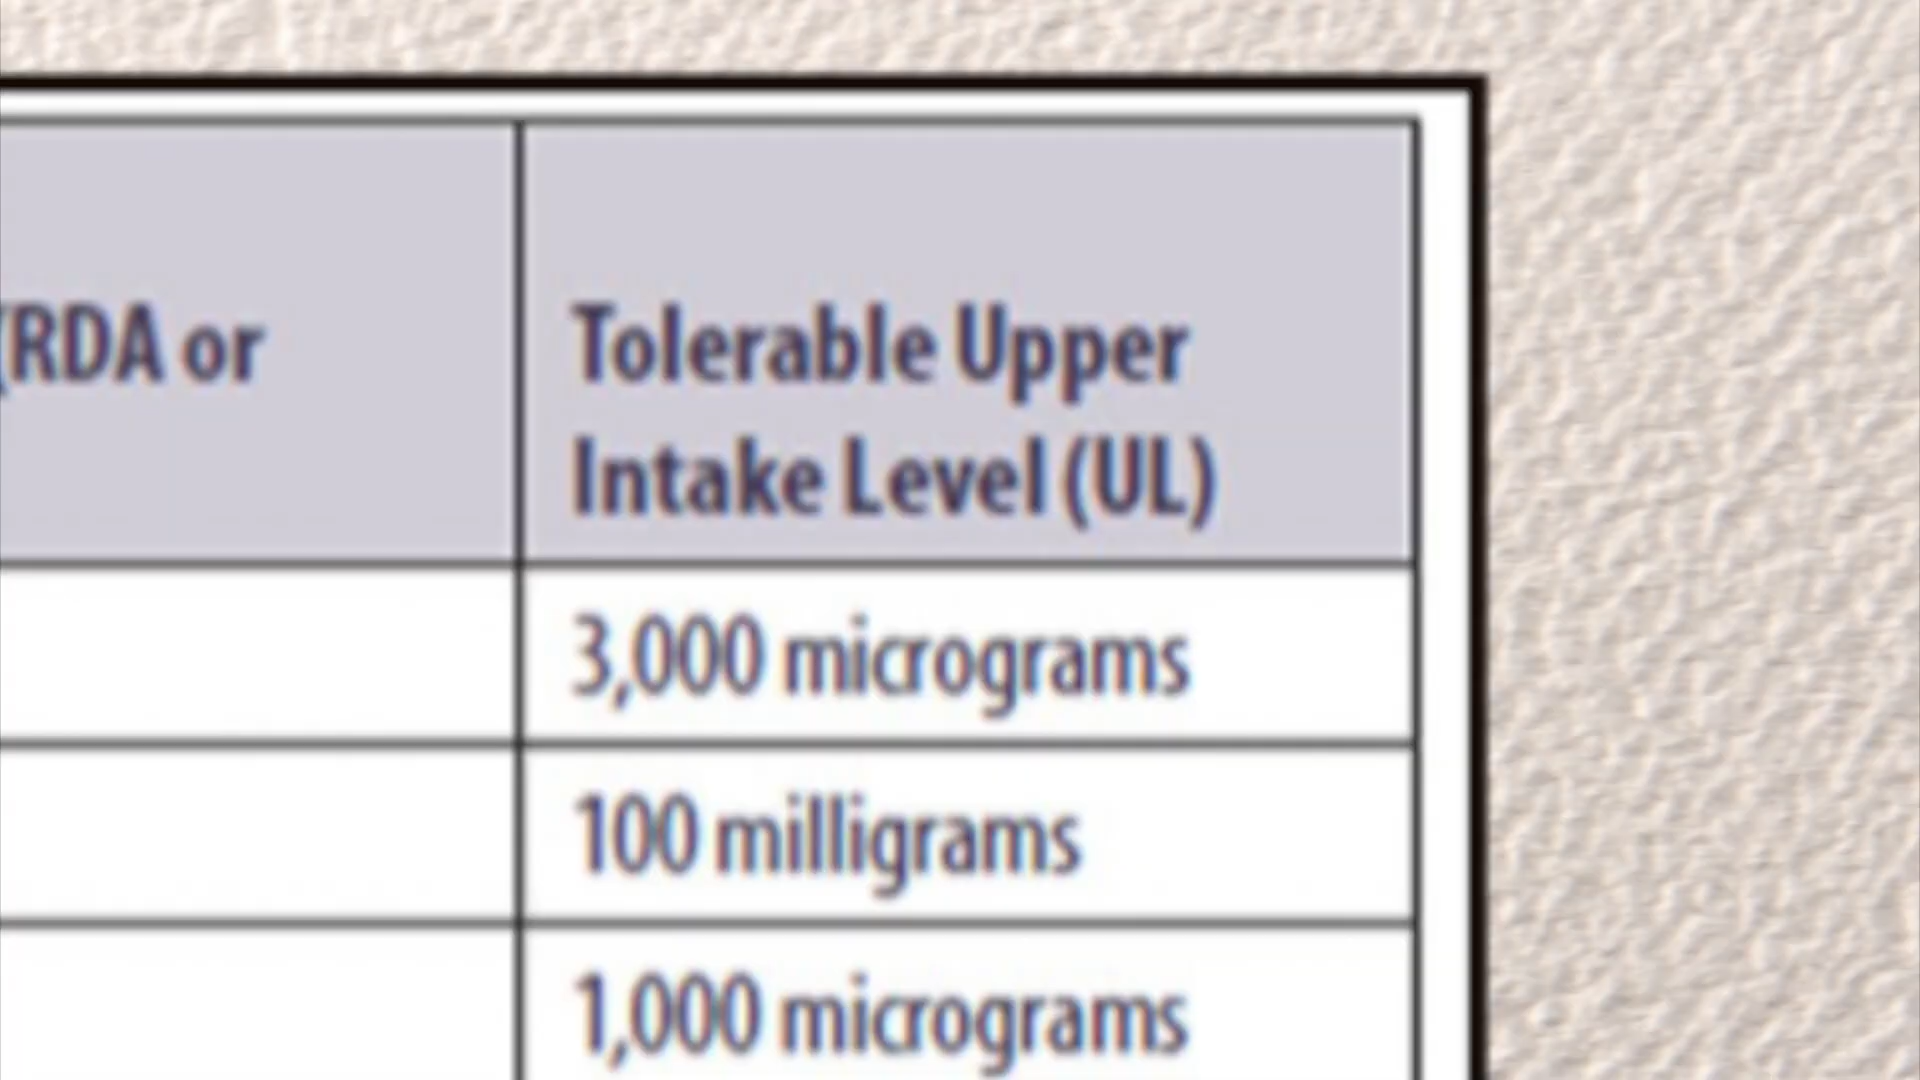 (RDA or
Tolerable Upper
Intake Level (UL)
3,000 micrograms
100 milligrams
1,000 micrograms